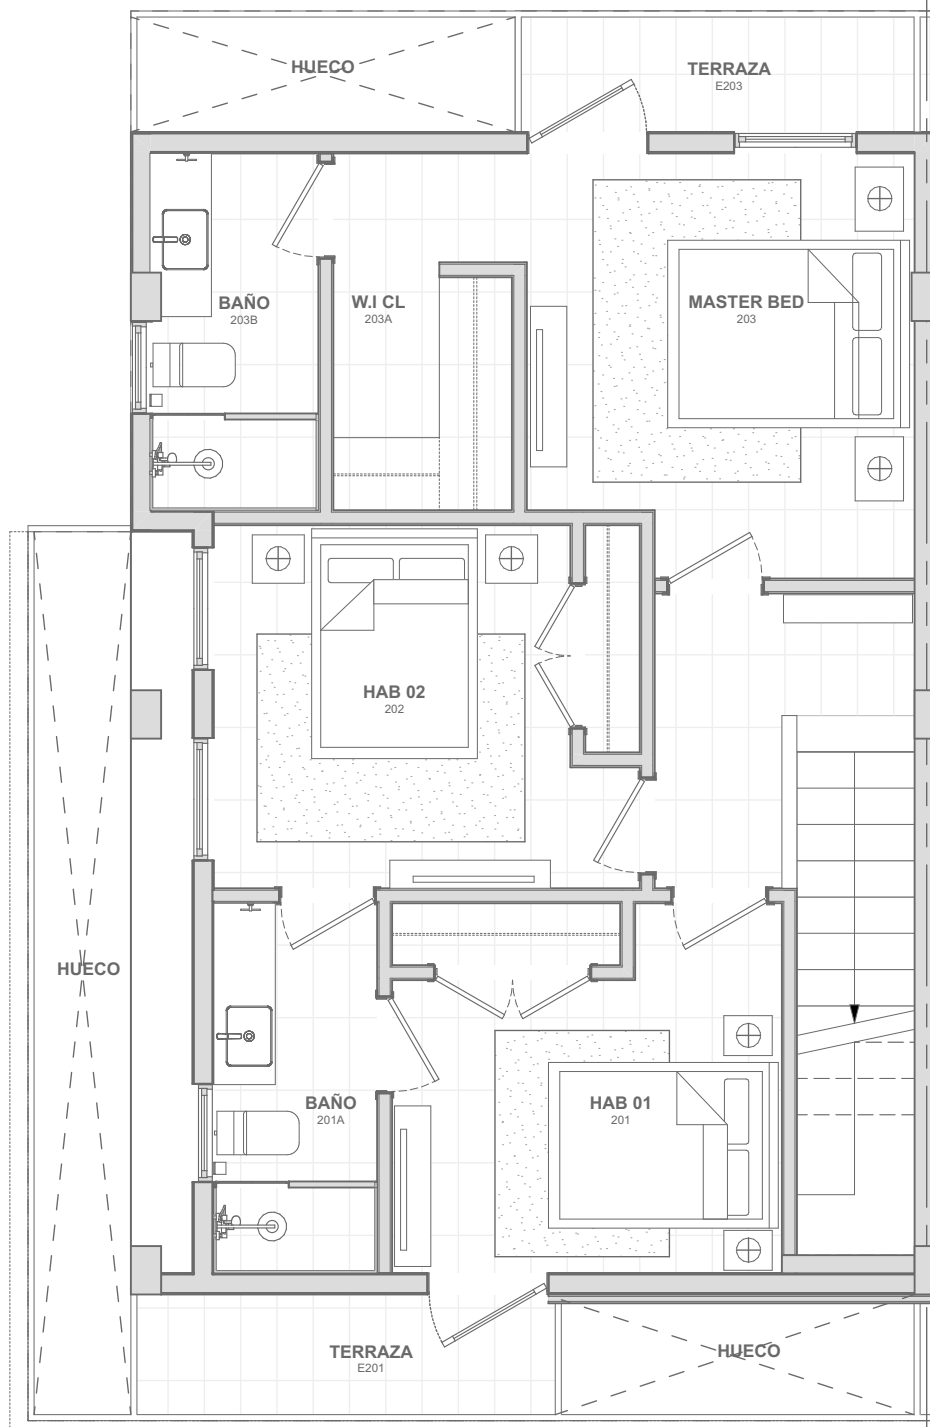 HUECO
TERRAZA
E203
BAÑO
203B
W.I CL
203A
MASTER BED
203
HAB 02
202
HUECO
BAÑO
201A
HAB 01
201
TERRAZA
E201
HUECO